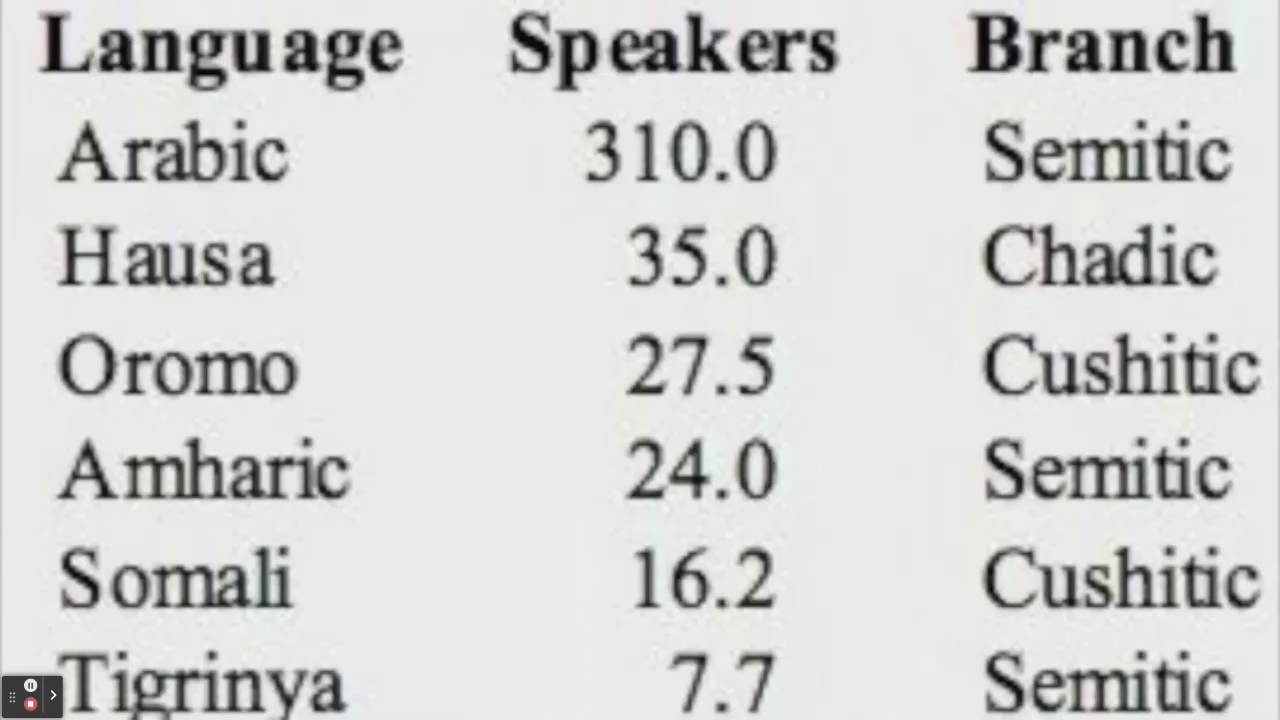 Language Speakers Branch
Arabic 310.0 Semitic
Hausa 35.0 Chadic
Oromo 27.5 Cushitic
Amharic 24.0 Semitic
Somali 16.2 Cushitic
Tigrinya 7.7 Semitic